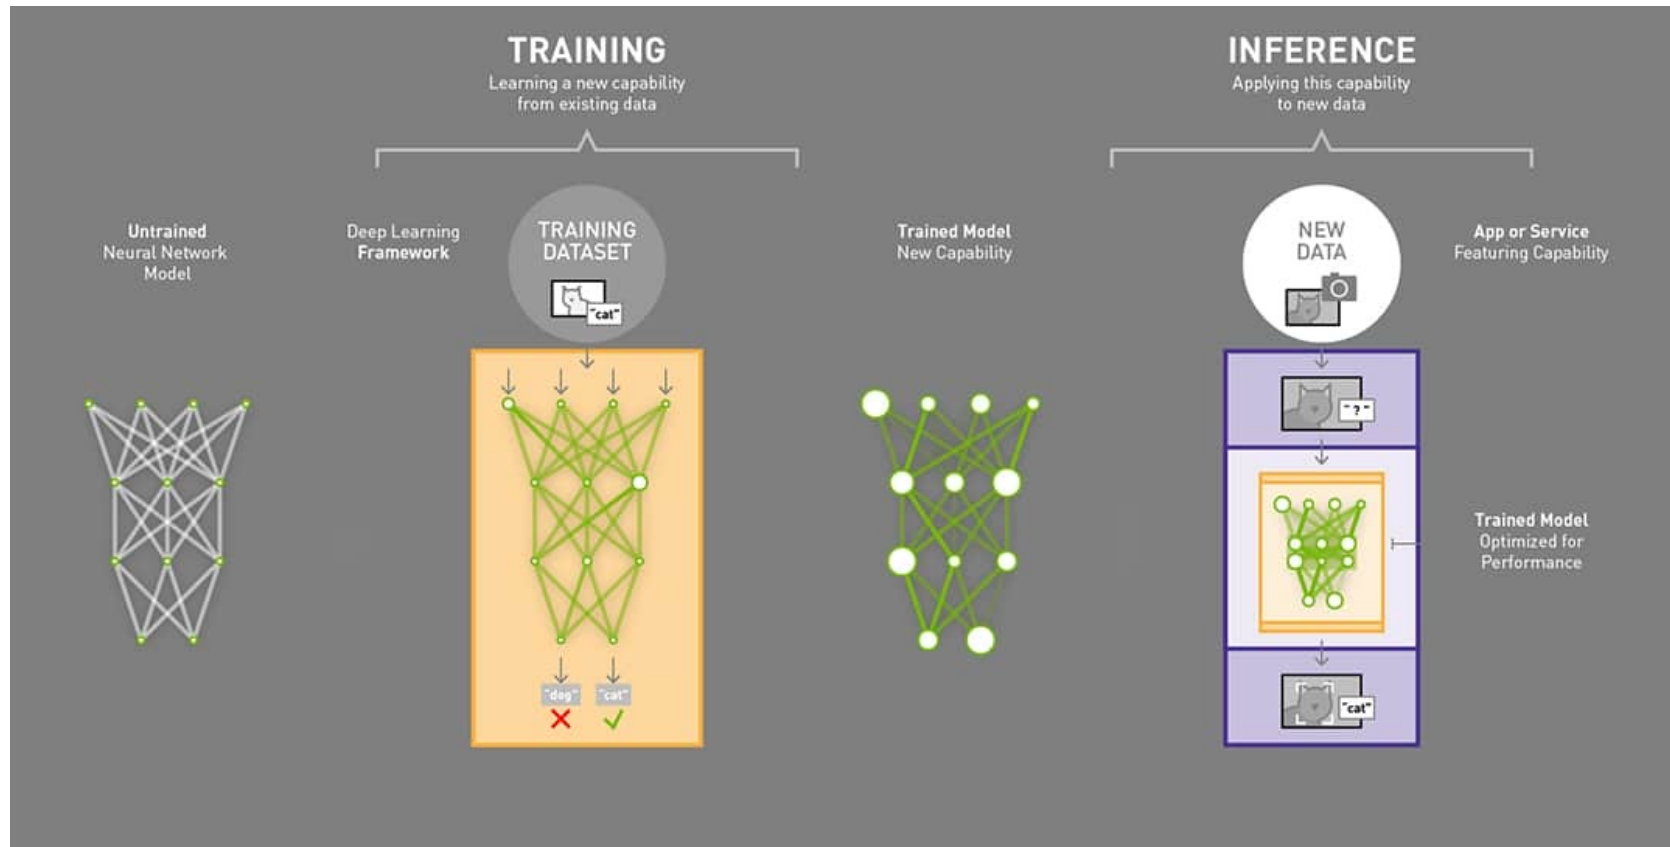 TRAINING
Learning a new capability
from existing data
INFERENCE
Applying this capability
to new data
Untrained
Neural Network
Model
Deep Learning
Framework
TRAINING
DATASET
"cat"
"dog"
"cat"
Trained Model
New Capability
NEW
DATA
"?"
"cat"
App or Service
Featuring Capability
Trained Model
Optimized for
Performance